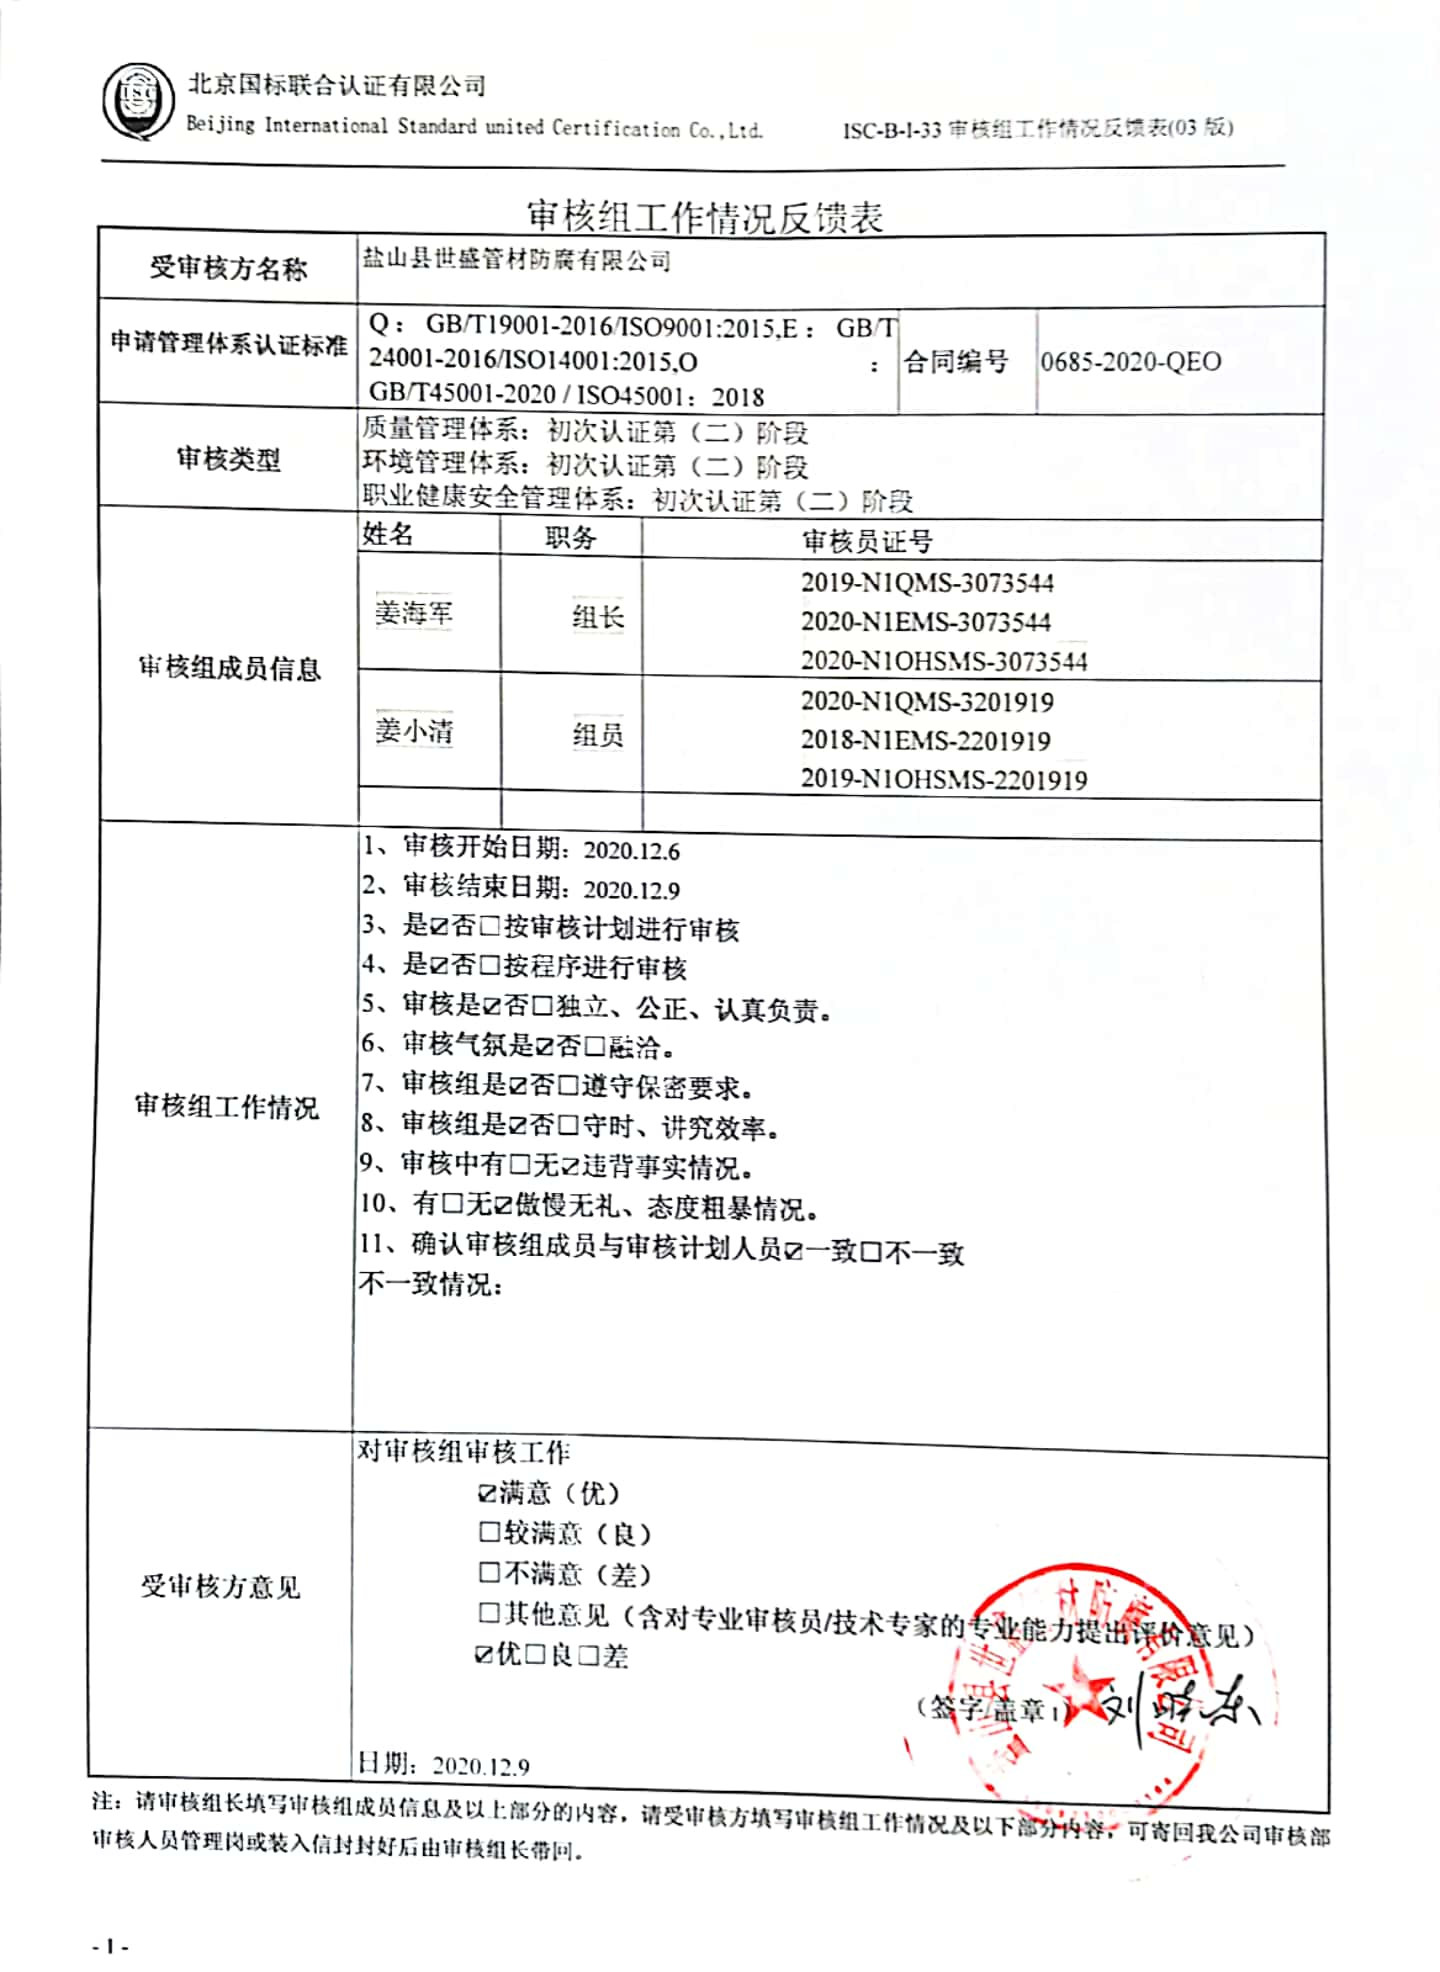 北京国标联合认证有限公司
Beijing International Standard united Certification Co.,Ltd.
ISC-B-I-33 审核组工作情况反馈表(03 版)
审核组工作情况反馈表
受审核方名称 盐山县世盛管材防腐有限公司
申请管理体系认证标准
Q： GB/T19001-2016/ISO9001:2015,E： GB/T
24001-2016/ISO14001:2015,O ：
GB/T45001-2020 / ISO45001：2018
合同编号 0685-2020-QEO
审核类型
质量管理体系：初次认证第（二）阶段
环境管理体系：初次认证第（二）阶段
职业健康安全管理体系：初次认证第（二）阶段
审核组成员信息
姓名 职务 审核员证号
姜海军 组长
2019-N1QMS-3073544
2020-N1EMS-3073544
2020-N1OHSMS-3073544
姜小清 组员
2020-N1QMS-3201919
2018-N1EMS-2201919
2019-N1OHSMS-2201919
审核组工作情况
1、审核开始日期：2020.12.6
2、审核结束日期：2020.12.9
3、是☑否□按审核计划进行审核
4、是☑否□按程序进行审核
5、审核是☑否□独立、公正、认真负责。
6、审核气氛是☑否□融洽。
7、审核组是☑否□遵守保密要求。
8、审核组是☑否□守时、讲究效率。
9、审核中有□无☑违背事实情况。
10、有□无☑傲慢无礼、态度粗暴情况。
11、确认审核组成员与审核计划人员☑一致□不一致
不一致情况：
受审核方意见
对审核组审核工作
☑满意（优）
□较满意（良）
□不满意（差）
□其他意见（含对专业审核员/技术专家的专业能力提出评价意见）
☑优□良□差
（签字/盖章）
日期：2020.12.9
注：请审核组长填写审核组成员信息及以上部分的内容，请受审核方填写审核组工作情况及以下部分内容，可寄回我公司审核部
审核人员管理岗或装入信封封好后由审核组长带回。
- 1 -